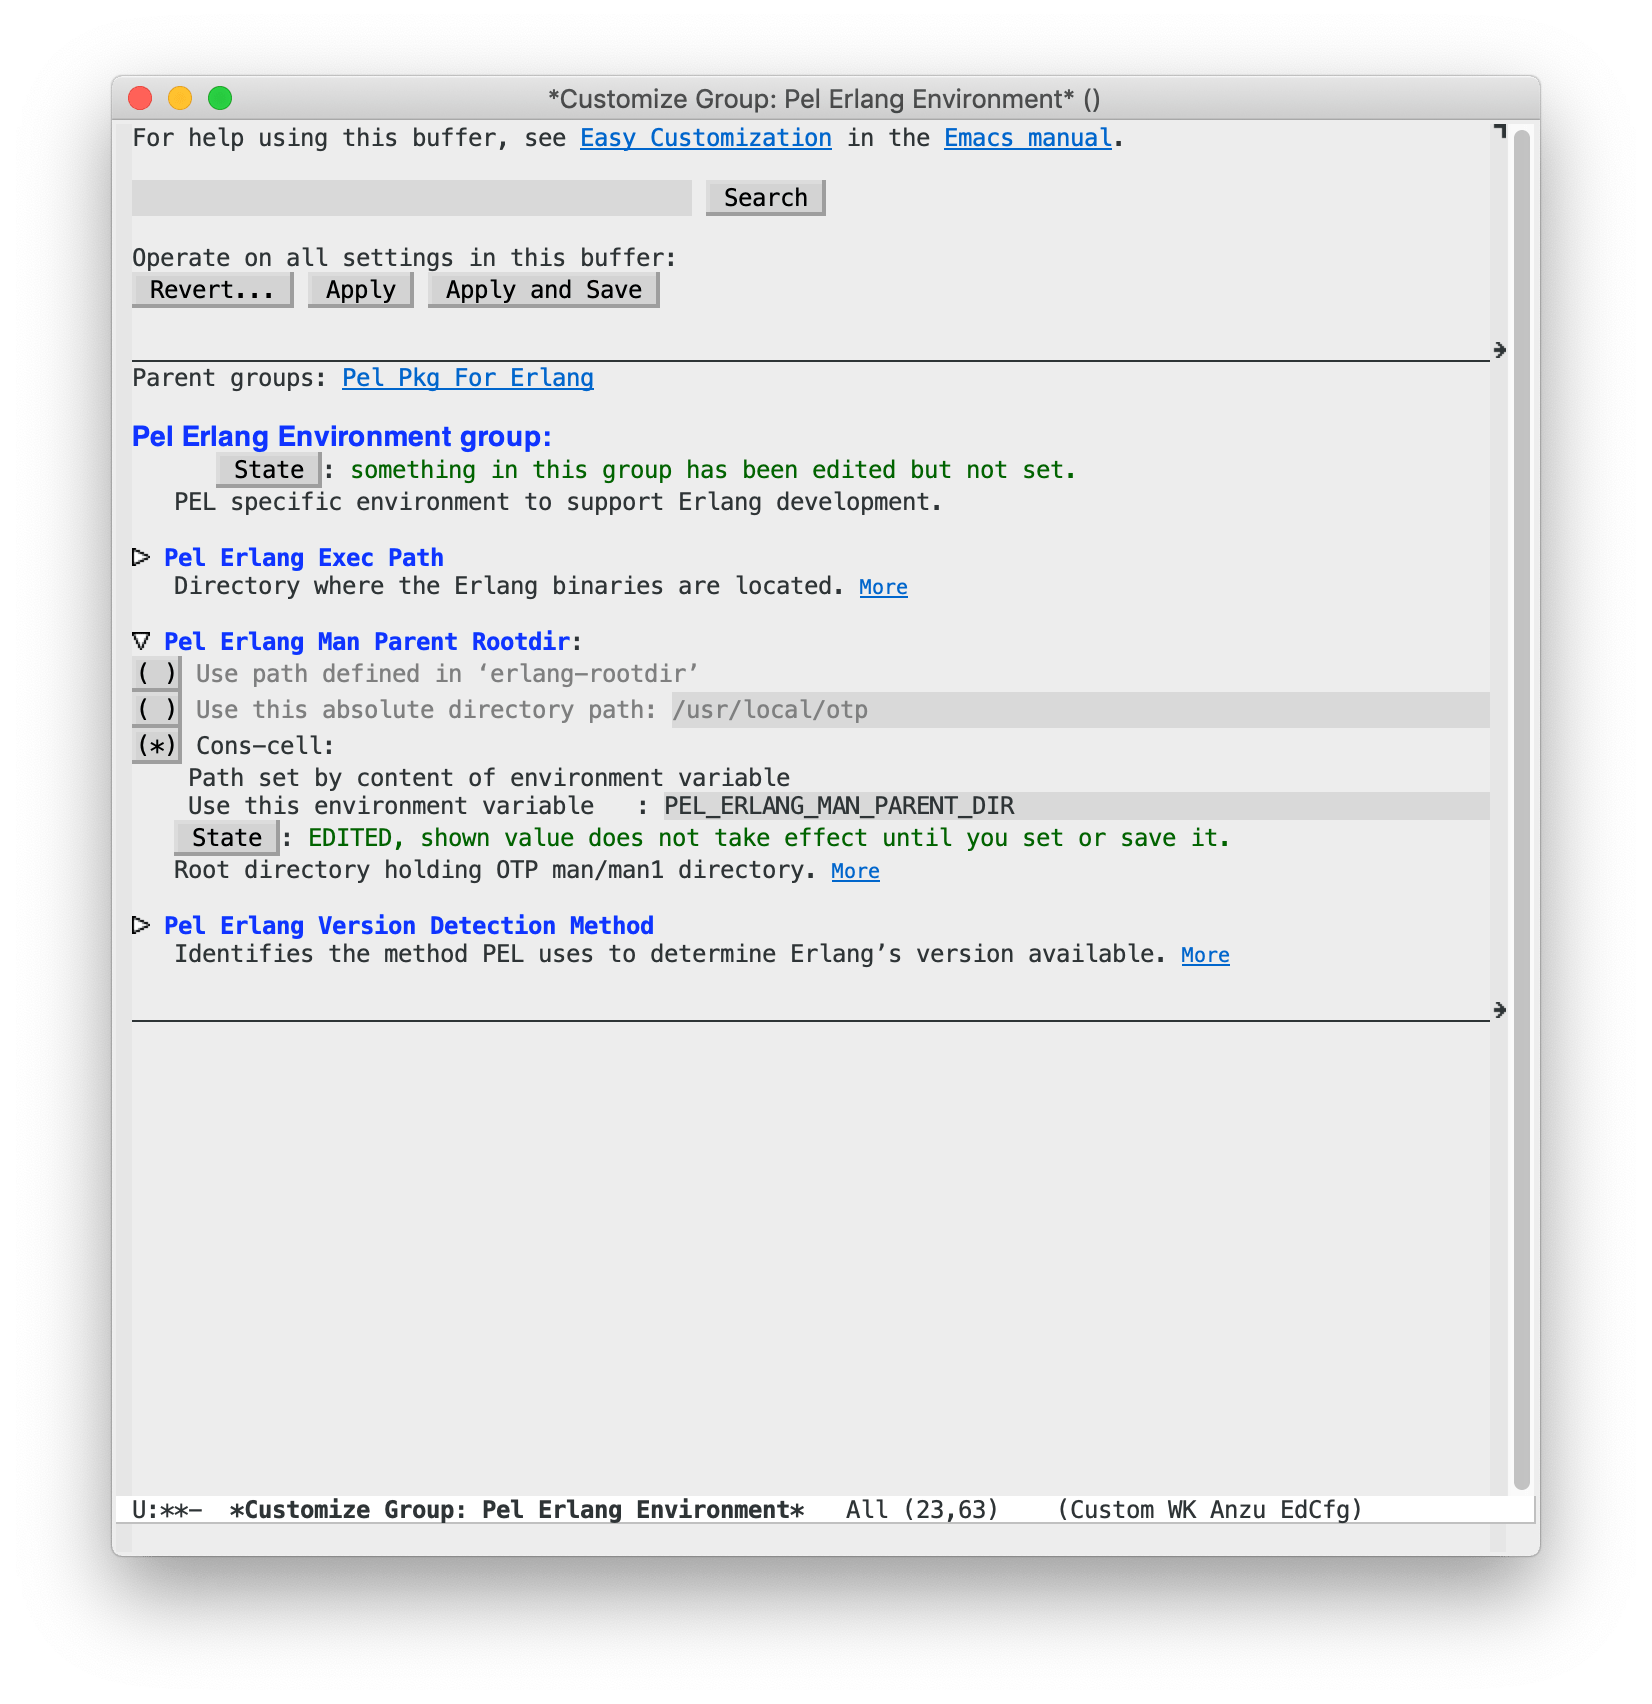 *Customize Group: Pel Erlang Environment* ()
For help using this buffer, see Easy Customization in the Emacs manual.
Search
Operate on all settings in this buffer:
Revert... Apply Apply and Save
Parent groups: Pel Pkg For Erlang
Pel Erlang Environment group:
State : something in this group has been edited but not set.
PEL specific environment to support Erlang development.
Pel Erlang Exec Path
Directory where the Erlang binaries are located. More
Pel Erlang Man Parent Rootdir:
( ) Use path defined in ‘erlang-rootdir’
( ) Use this absolute directory path: /usr/local/otp
(*) Cons-cell:
Path set by content of environment variable
Use this environment variable   : PEL_ERLANG_MAN_PARENT_DIR
State : EDITED, shown value does not take effect until you set or save it.
Root directory holding OTP man/man1 directory. More
Pel Erlang Version Detection Method
Identifies the method PEL uses to determine Erlang’s version available. More
U:**-  *Customize Group: Pel Erlang Environment*   All (23,63)    (Custom WK Anzu EdCfg)